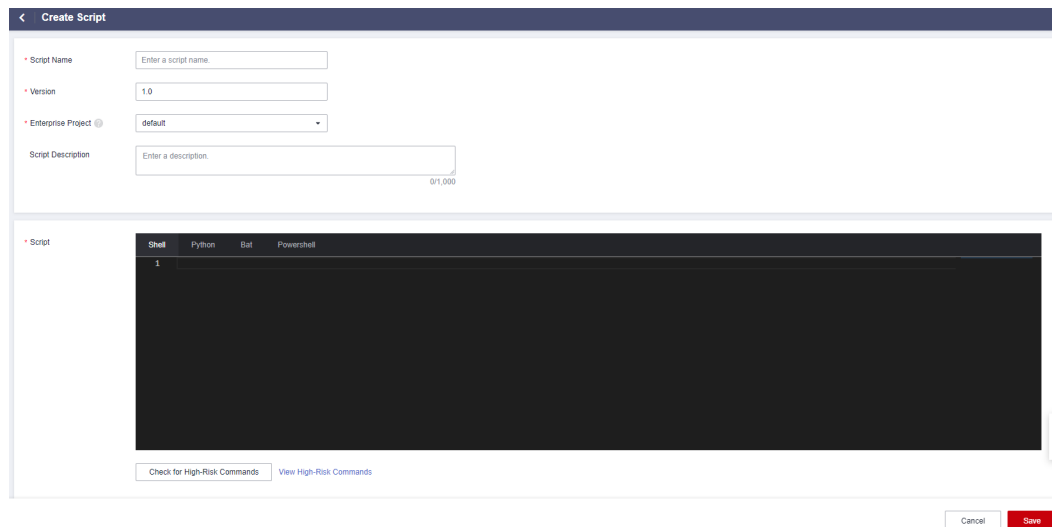 Create Script
* Script Name Enter a script name.
* Version 1.0
* Enterprise Project ? default
Script Description Enter a description.
0/1,000
* Script
Shell Python Bat Powershell
1
Check for High-Risk Commands View High-Risk Commands
Cancel Save